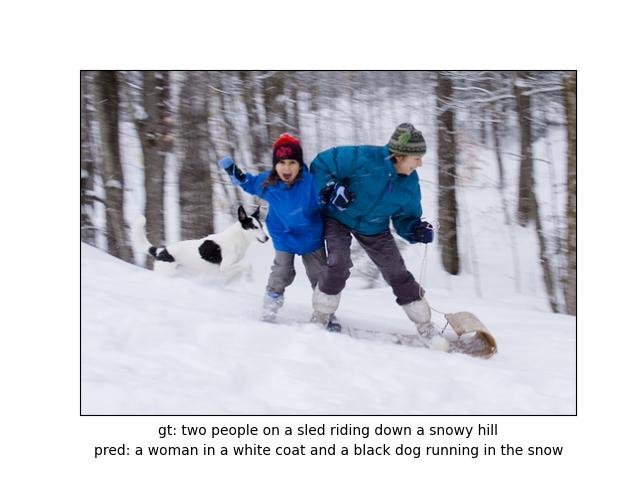 gt: two people on a sled riding down a snowy hill
pred: a woman in a white coat and a black dog running in the snow